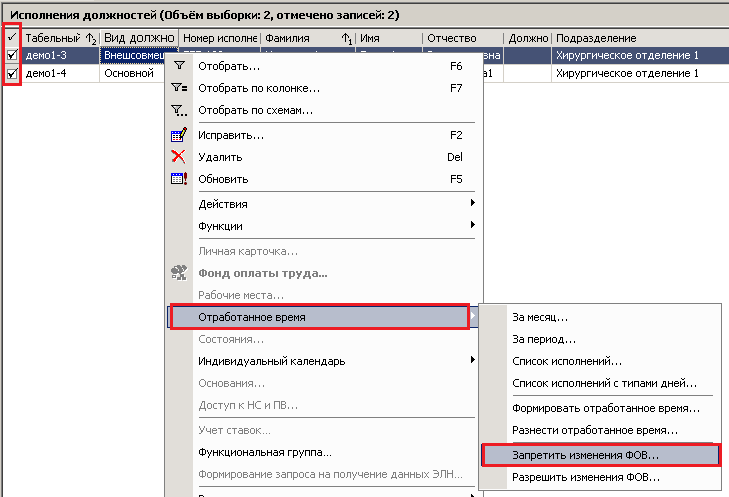 Исполнения должностей (Объём выборки: 2, отмечено записей: 2)
Табельный 2 Вид должно Номер исполне Фамилия 1 Имя Отчество Должно Подразделение
демо1-3 Внешсовмещ Хирургическое отделение 1
демо1-4 Основной Хирургическое отделение 1
Отобрать... F6
Отобрать по колонке... F7
Отобрать по схемам...
Исправить... F2
Удалить Del
Обновить F5
Действия
Функции
Личная карточка...
Фонд оплаты труда...
Рабочие места...
Отработанное время
Состояния...
Индивидуальный календарь
Основания...
Доступ к НС и ПВ...
Учет ставок...
Функциональная группа...
Формирование запроса на получение данных ЭЛН...
За месяц...
За период...
Список исполнений...
Список исполнений с типами дней...
Формировать отработанное время...
Разнести отработанное время...
Запретить изменения ФОВ...
Разрешить изменения ФОВ...